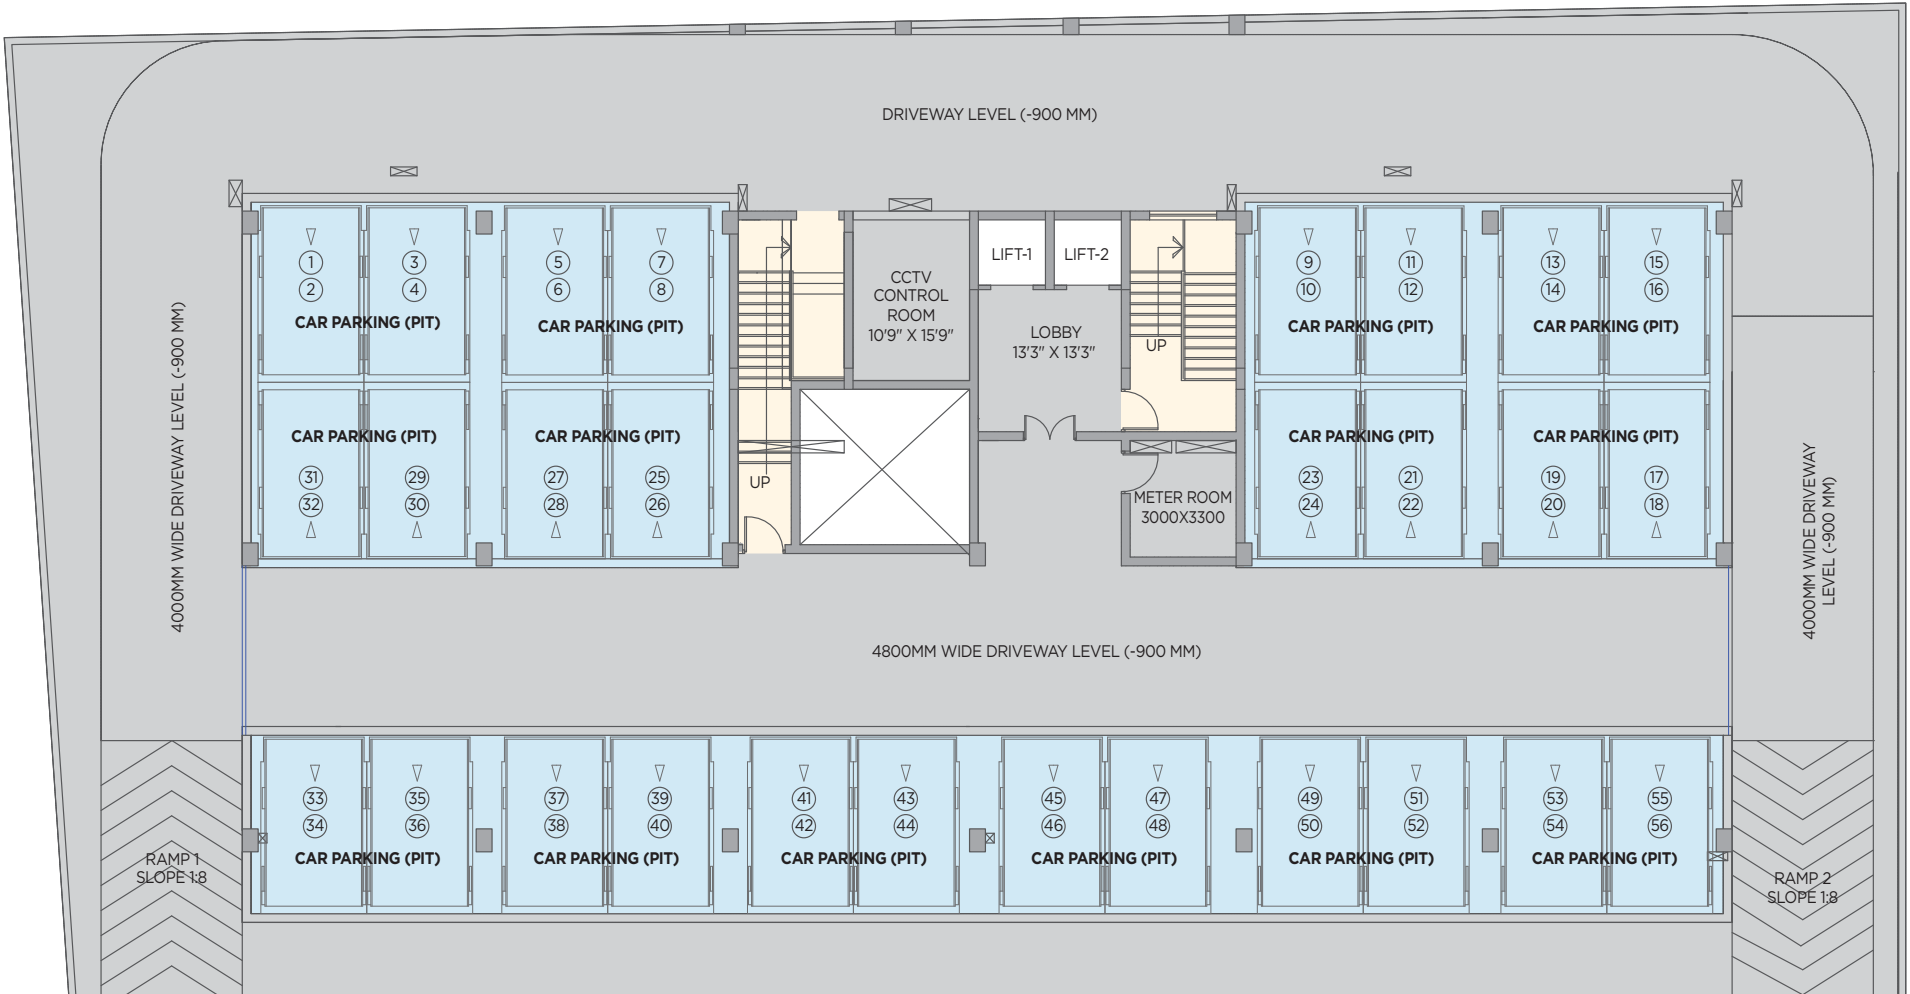 DRIVEWAY LEVEL (-900 MM)
1 3 5 7
2 4 6 8
CAR PARKING (PIT) CAR PARKING (PIT)
CCTV
CONTROL
ROOM
10'9" X 15'9"
LIFT-1 LIFT-2
LOBBY
13'3" X 13'3"
UP
9 11 13 15
10 12 14 16
CAR PARKING (PIT) CAR PARKING (PIT)
4000MM WIDE DRIVEWAY LEVEL (-900 MM)
CAR PARKING (PIT) CAR PARKING (PIT)
31 29 27 25
32 30 28 26
UP
METER ROOM
3000X3300
CAR PARKING (PIT) CAR PARKING (PIT)
23 21 19 17
24 22 20 18
4000MM WIDE DRIVEWAY
LEVEL (-900 MM)
4800MM WIDE DRIVEWAY LEVEL (-900 MM)
33 35 37 39 41 43 45 47 49 51 53 55
34 36 38 40 42 44 46 48 50 52 54 56
CAR PARKING (PIT) CAR PARKING (PIT) CAR PARKING (PIT) CAR PARKING (PIT) CAR PARKING (PIT) CAR PARKING (PIT)
RAMP 1
SLOPE 1:8
RAMP 2
SLOPE 1:8